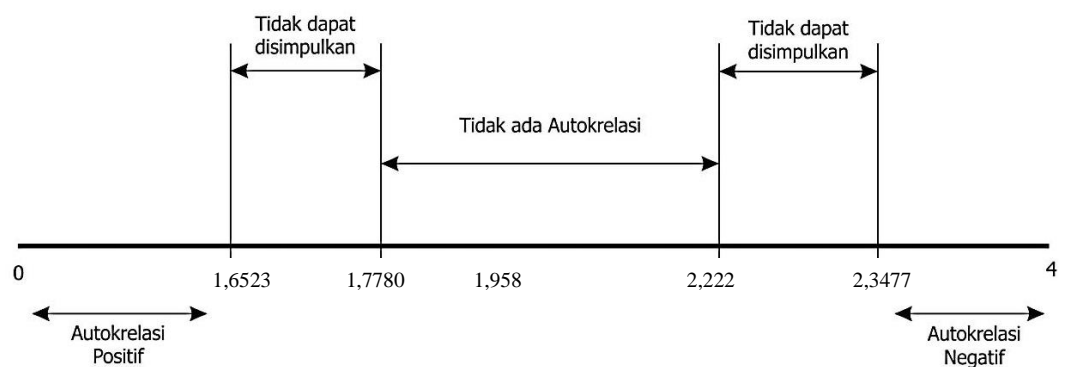 Tidak dapat
disimpulkan
Tidak dapat
disimpulkan
Tidak ada Autokrelasi
0
1,6523
1,7780
1,958
2,222
2,3477
4
Autokrelasi
Positif
Autokrelasi
Negatif